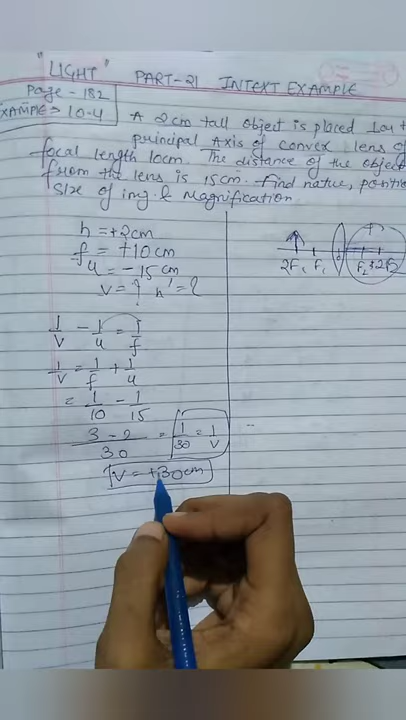 "LIGHT" PART-21 INTEXT EXAMPLE
Page - 182
EXAMPLE → 10.4
A 2cm tall object is placed
principal Axis of convex lens of
focal length 10cm. The distance of the object
from the lens is 15cm. Find nature,
size of img. & Magnification
h = +2cm
f = +10cm
u = -15cm
v = ? h' = ?
2F₁ F₁ F₂ 2F₂
1/v - 1/u = 1/f
1/v = 1/f + 1/u
= 1/10 - 1/15
3-2/30 = 1/30 = 1/v
v = +30cm